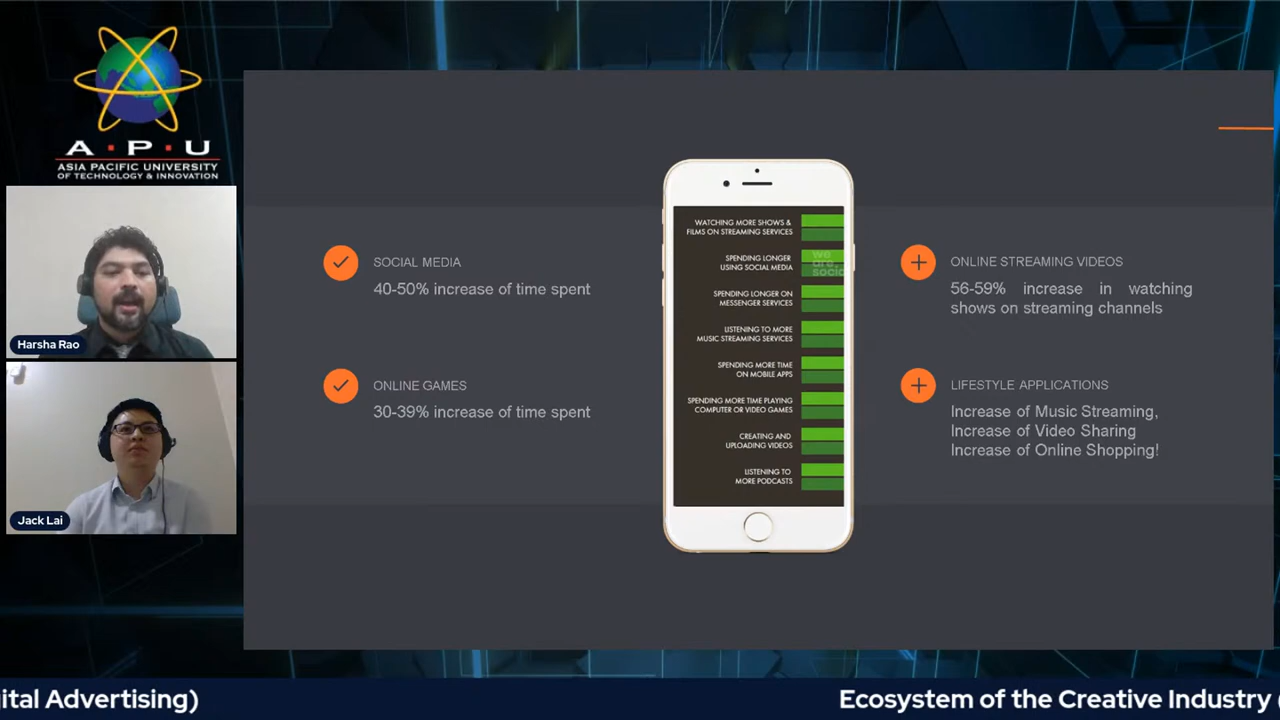 A·P·U
ASIA PACIFIC UNIVERSITY
OF TECHNOLOGY & INNOVATION
Harsha Rao
Jack Lai
SOCIAL MEDIA
40-50% increase of time spent
ONLINE GAMES
30-39% increase of time spent
WATCHING MORE SHOWS &
FILMS ON STREAMING SERVICES
SPENDING LONGER
USING SOCIAL MEDIA
we
are.
socia
SPENDING LONGER ON
MESSENGER SERVICES
LISTENING TO MORE
MUSIC STREAMING SERVICES
SPENDING MORE TIME
ON MOBILE APPS
SPENDING MORE TIME PLAYING
COMPUTER OR VIDEO GAMES
CREATING AND
UPLOADING VIDEOS
LISTENING TO
MORE PODCASTS
ONLINE STREAMING VIDEOS
56-59% increase in watching
shows on streaming channels
LIFESTYLE APPLICATIONS
Increase of Music Streaming,
Increase of Video Sharing
Increase of Online Shopping!
gital Advertising)
Ecosystem of the Creative Industry (